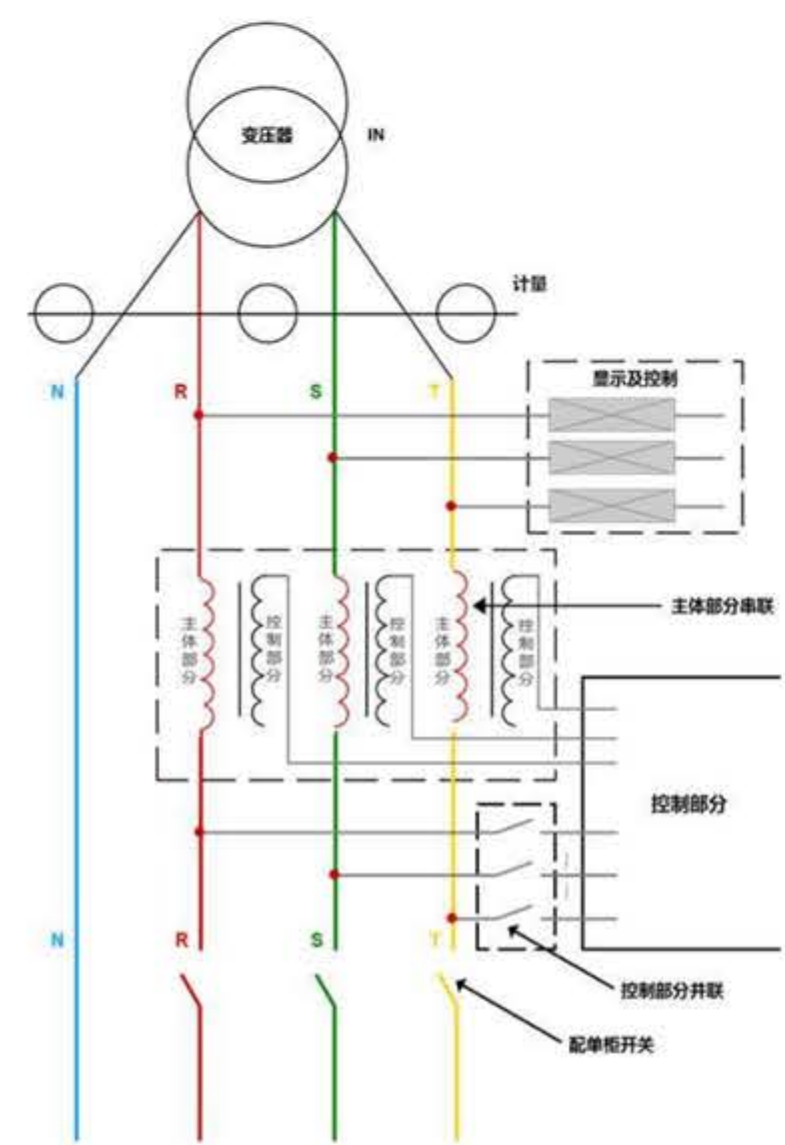 变压器
IN
计量
N
R
S
T
显示及控制
主体部分
控制部分
主体部分
控制部分
主体部分
控制部分
主体部分串联
控制部分
N
R
S
T
控制部分井联
配单柜开关